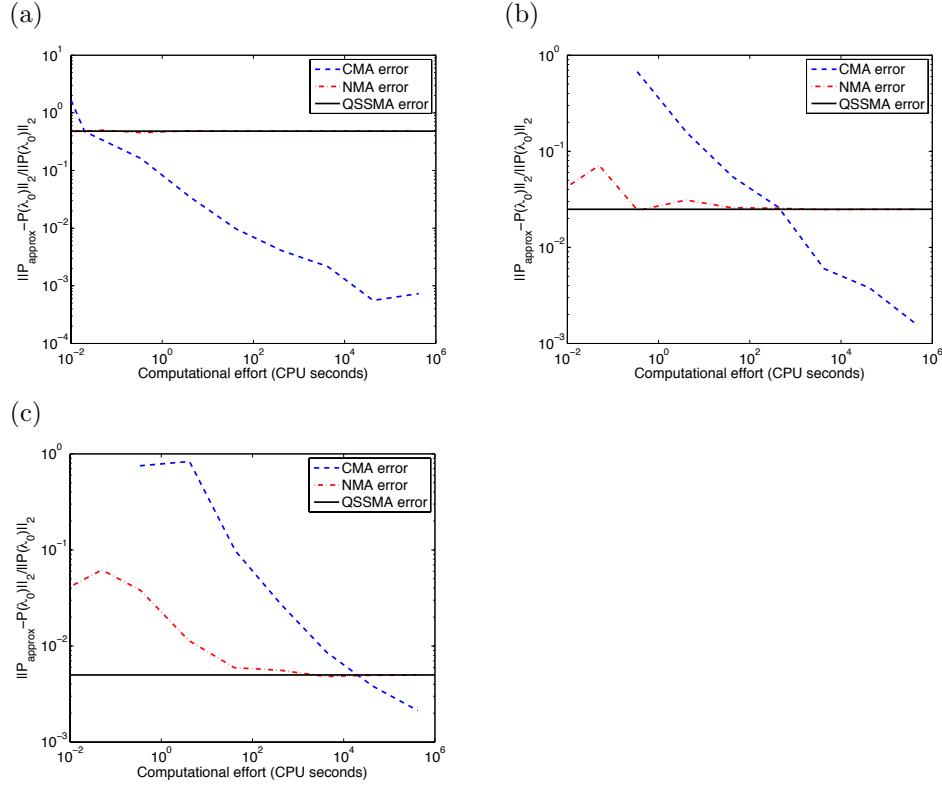 (a)
10^1
10^0
10^−1
10^−2
10^−3
10^−4
||P_approx−P(λ_0)||_2/||P(λ_0)||_2
CMA error
NMA error
QSSMA error
10^−2
10^0
10^2
10^4
10^6
Computational effort (CPU seconds)
(b)
10^0
10^−1
10^−2
10^−3
||P_approx−P(λ_0)||_2/||P(λ_0)||_2
CMA error
NMA error
QSSMA error
10^−2
10^0
10^2
10^4
10^6
Computational effort (CPU seconds)
(c)
10^0
10^−1
10^−2
10^−3
||P_approx−P(λ_0)||_2/||P(λ_0)||_2
CMA error
NMA error
QSSMA error
10^−2
10^0
10^2
10^4
10^6
Computational effort (CPU seconds)